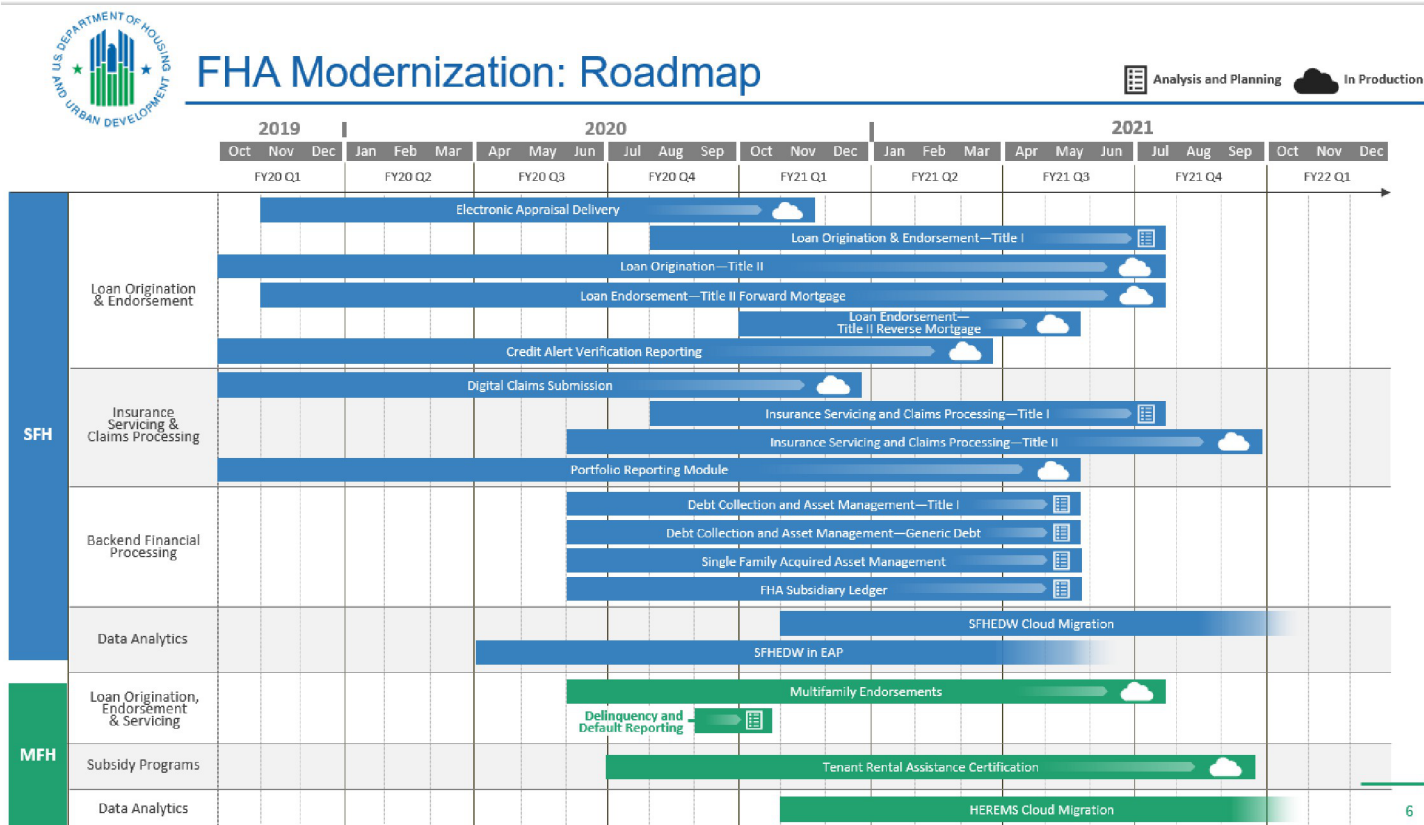 U.S. DEPARTMENT OF HOUSING
AND URBAN DEVELOPMENT
FHA Modernization: Roadmap
Analysis and Planning
In Production
2019
2020
2021
Oct Nov Dec Jan Feb Mar Apr May Jun Jul Aug Sep Oct Nov Dec Jan Feb Mar Apr May Jun Jul Aug Sep Oct Nov Dec
FY20 Q1 FY20 Q2 FY20 Q3 FY20 Q4 FY21 Q1 FY21 Q2 FY21 Q3 FY21 Q4 FY22 Q1
SFH
Loan Origination
& Endorsement
Electronic Appraisal Delivery
Loan Origination & Endorsement—Title I
Loan Origination—Title II
Loan Endorsement—Title II Forward Mortgage
Loan Endorsement—
Title II Reverse Mortgage
Credit Alert Verification Reporting
Insurance
Servicing &
Claims Processing
Digital Claims Submission
Insurance Servicing and Claims Processing—Title I
Insurance Servicing and Claims Processing—Title II
Portfolio Reporting Module
Backend Financial
Processing
Debt Collection and Asset Management—Title I
Debt Collection and Asset Management—Generic Debt
Single Family Acquired Asset Management
FHA Subsidiary Ledger
Data Analytics
SFHEDW Cloud Migration
SFHEDW in EAP
MFH
Loan Origination,
Endorsement
& Servicing
Multifamily Endorsements
Delinquency and
Default Reporting
Subsidy Programs
Tenant Rental Assistance Certification
Data Analytics
HEREMS Cloud Migration
6